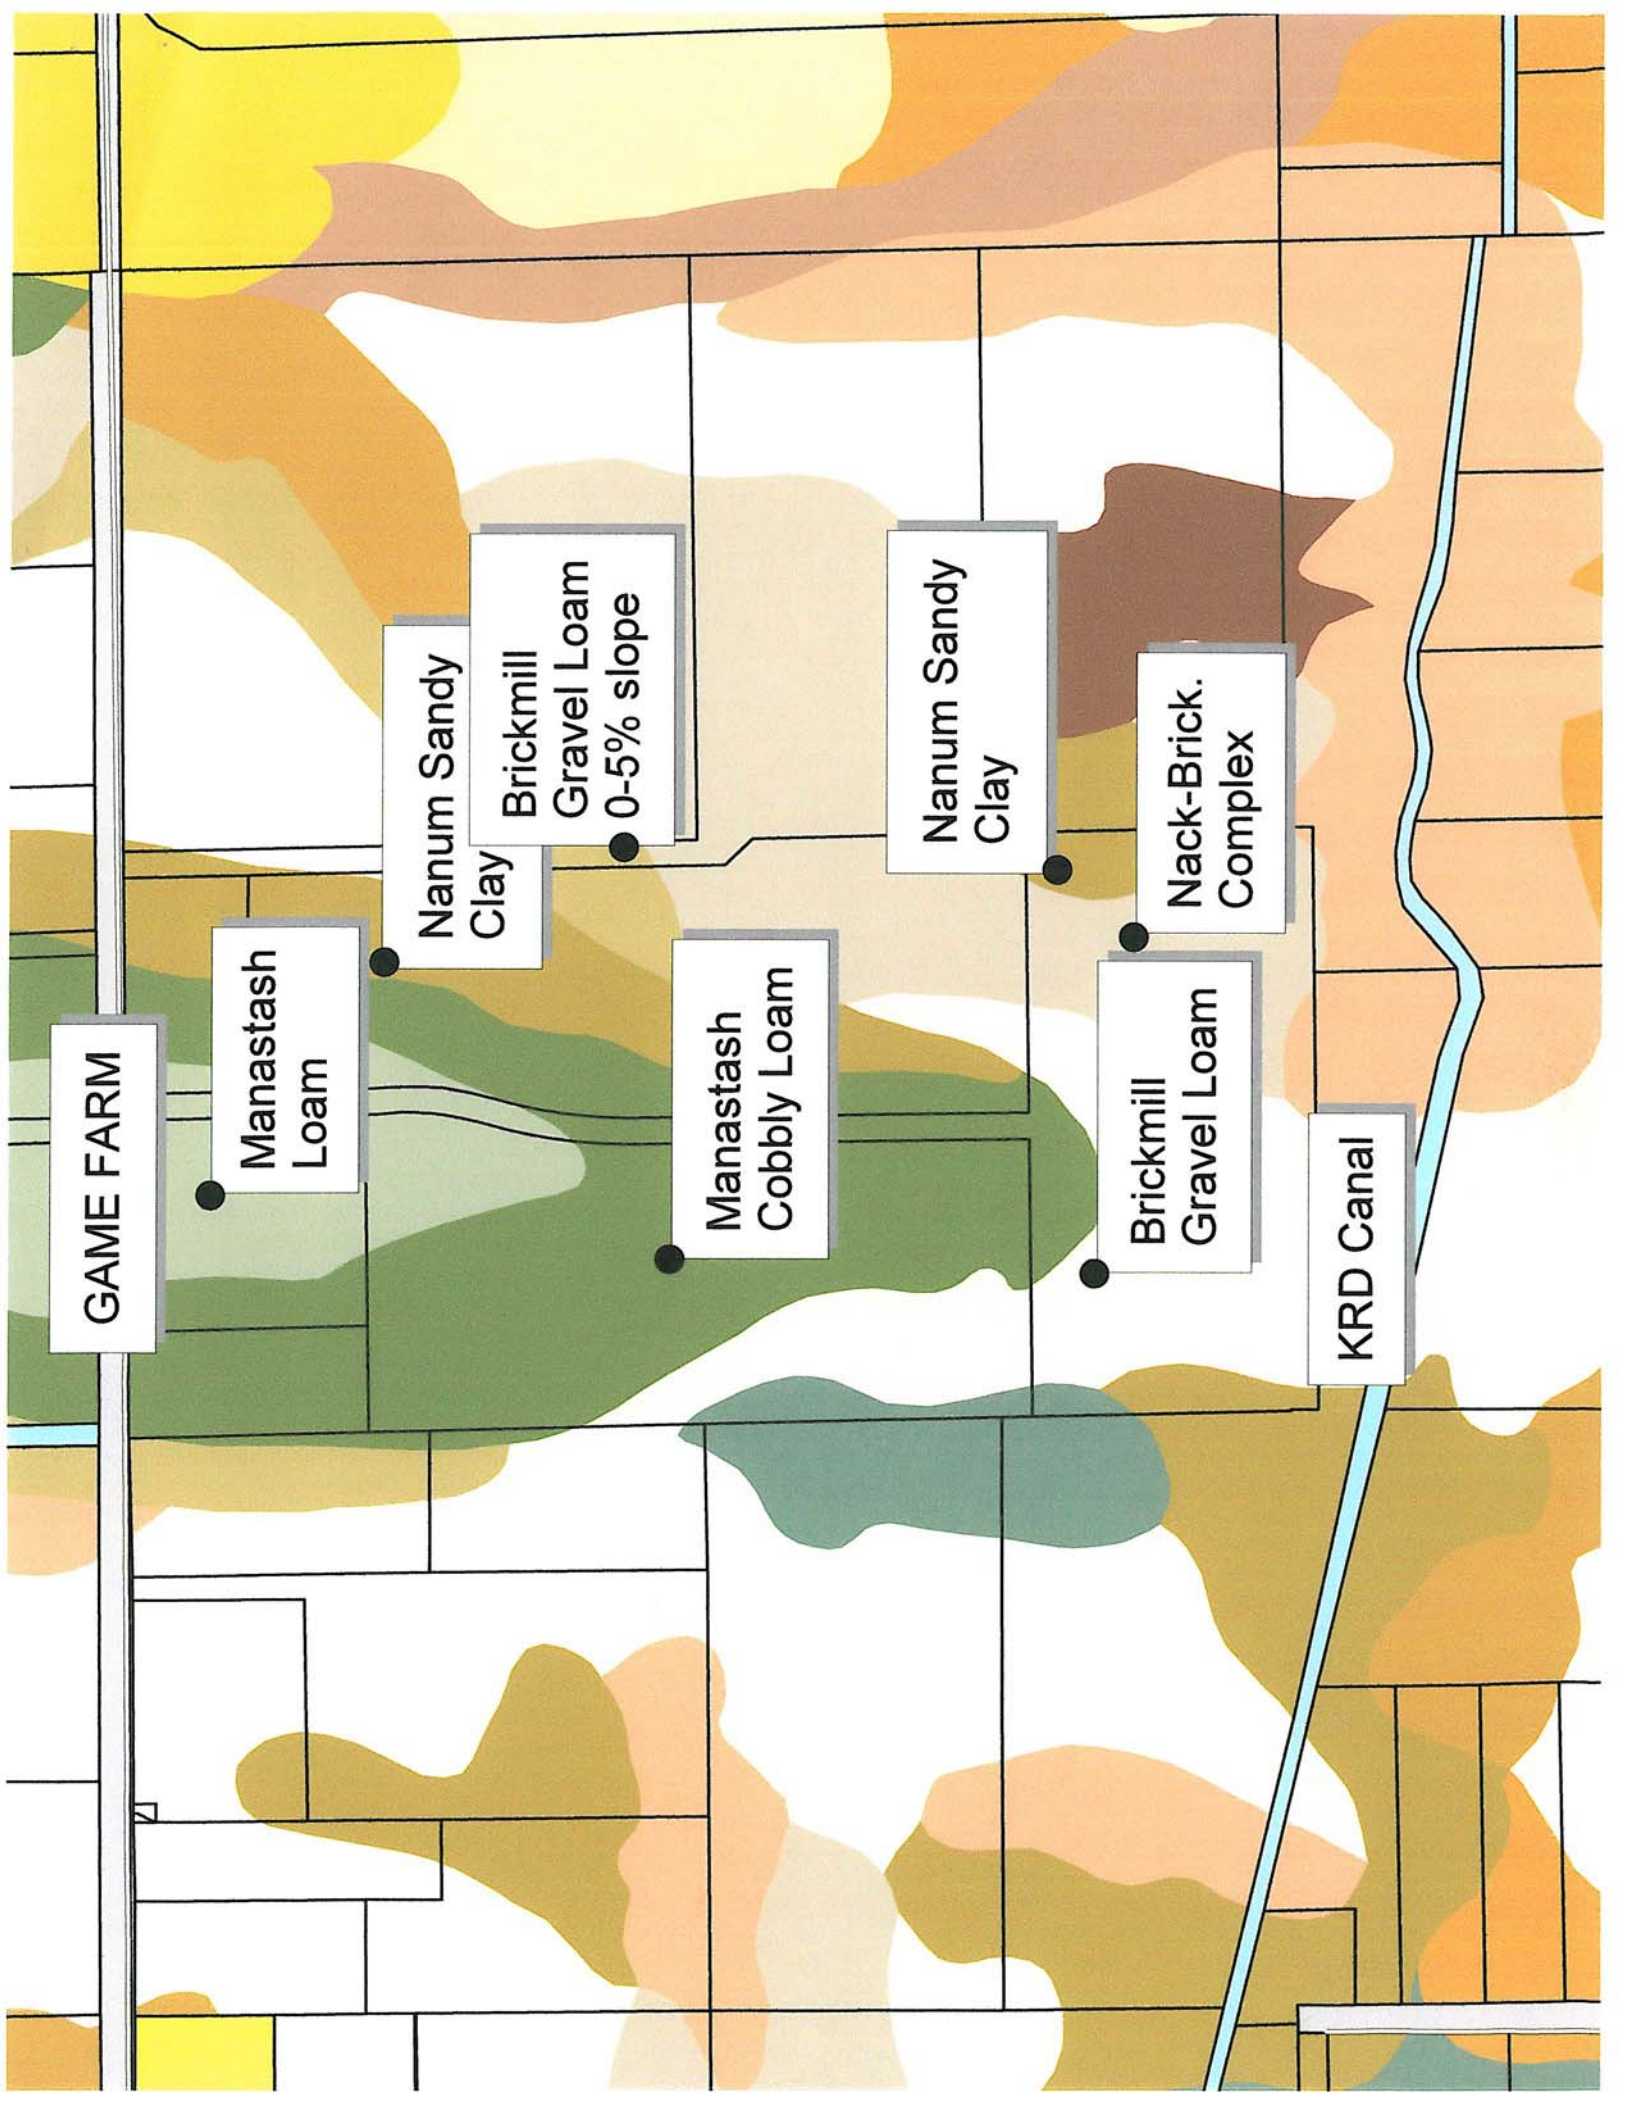 GAME FARM
Manastash
Loam
Nanum Sandy
Clay
Brickmill
Gravel Loam
0-5% slope
Manastash
Cobbly Loam
Nanum Sandy
Clay
Brickmill
Gravel Loam
Nack-Brick.
Complex
KRD Canal